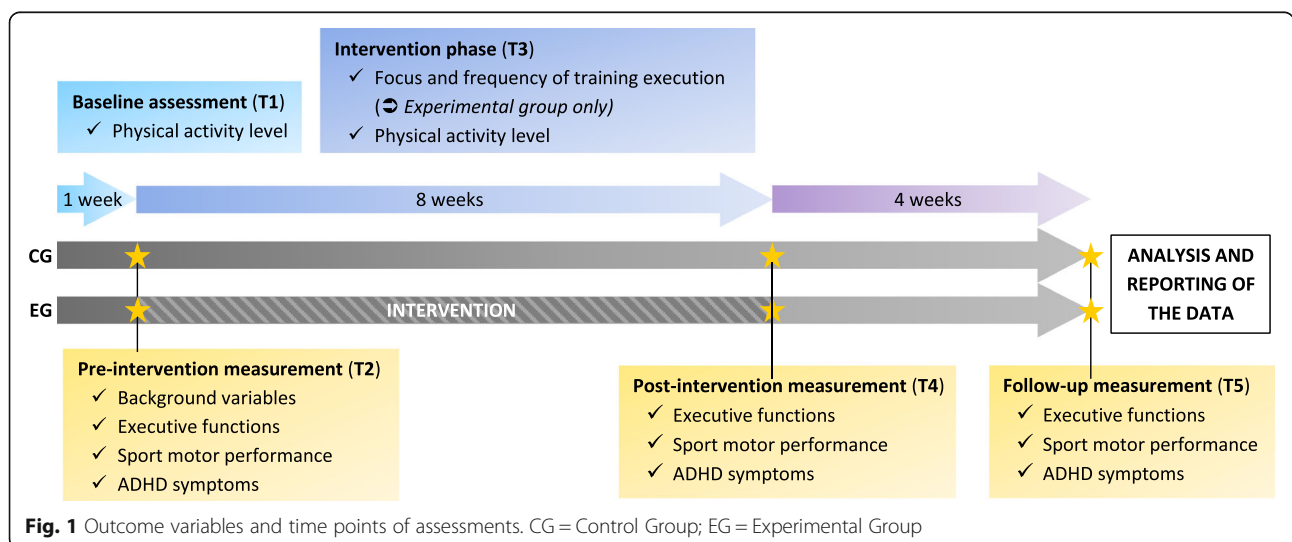 Baseline assessment (T1)
✓ Physical activity level
Intervention phase (T3)
✓ Focus and frequency of training execution
(➲ Experimental group only)
✓ Physical activity level
1 week
8 weeks
4 weeks
CG
EG
INTERVENTION
ANALYSIS AND
REPORTING OF
THE DATA
Pre-intervention measurement (T2)
✓ Background variables
✓ Executive functions
✓ Sport motor performance
✓ ADHD symptoms
Post-intervention measurement (T4)
✓ Executive functions
✓ Sport motor performance
✓ ADHD symptoms
Follow-up measurement (T5)
✓ Executive functions
✓ Sport motor performance
✓ ADHD symptoms
Fig. 1 Outcome variables and time points of assessments. CG = Control Group; EG = Experimental Group